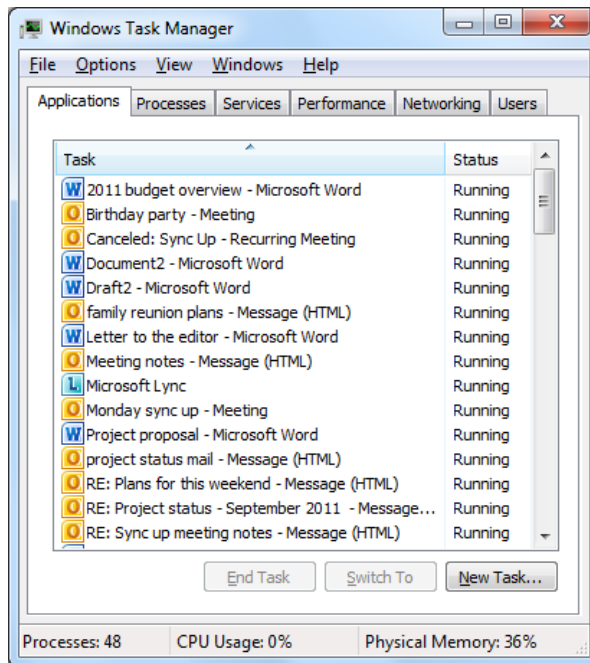 Windows Task Manager
File Options View Windows Help
Applications Processes Services Performance Networking Users
Task Status
2011 budget overview - Microsoft Word Running
Birthday party - Meeting Running
Canceled: Sync Up - Recurring Meeting Running
Document2 - Microsoft Word Running
Draft2 - Microsoft Word Running
family reunion plans - Message (HTML) Running
Letter to the editor - Microsoft Word Running
Meeting notes - Message (HTML) Running
Microsoft Lync Running
Monday sync up - Meeting Running
Project proposal - Microsoft Word Running
project status mail - Message (HTML) Running
RE: Plans for this weekend - Message (HTML) Running
RE: Project status - September 2011 - Message... Running
RE: Sync up meeting notes - Message (HTML) Running
End Task Switch To New Task...
Processes: 48 CPU Usage: 0% Physical Memory: 36%